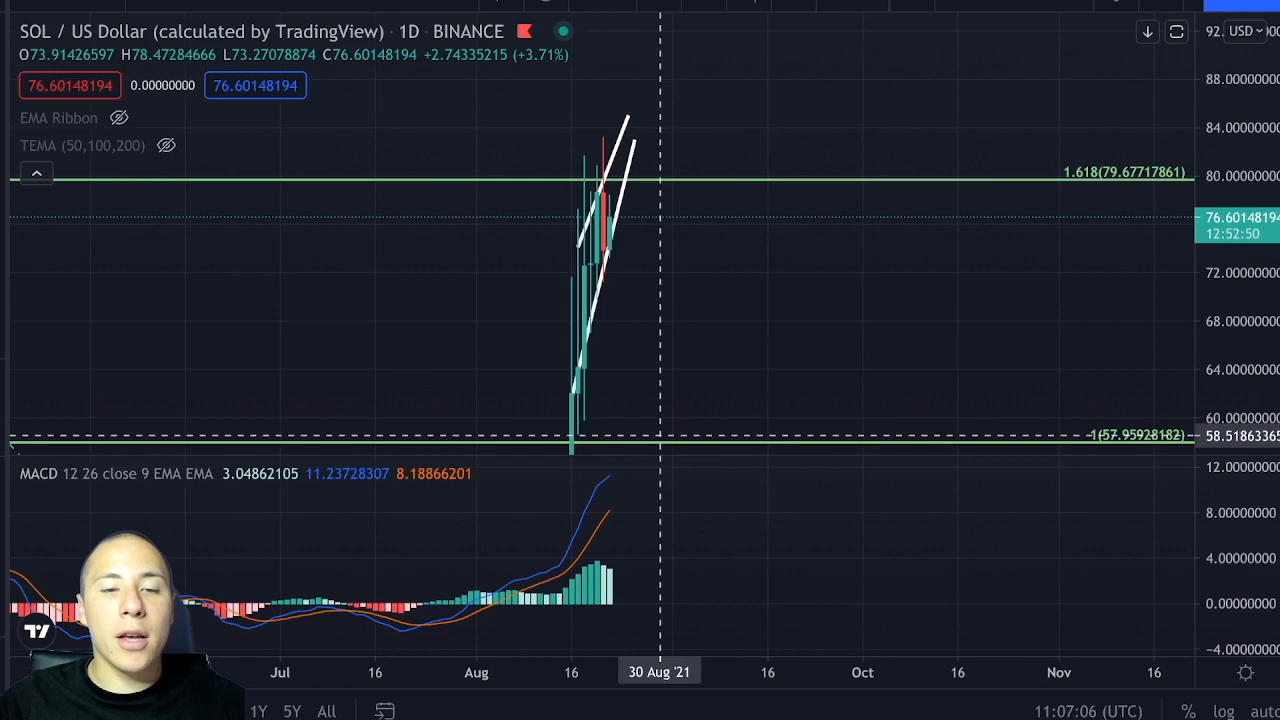 SOL / US Dollar (calculated by TradingView) · 1D · BINANCE
O73.91426597 H78.47284666 L73.27078874 C76.60148194 +2.74335215 (+3.71%)
76.60148194 0.00000000 76.60148194
EMA Ribbon
TEMA (50,100,200)
USD
92.
88.00000000
84.00000000
1.618(79.67717861)
80.00000000
76.60148194
12:52:50
72.00000000
68.00000000
64.00000000
60.00000000
1(57.95928182)
58.51863365
MACD 12 26 close 9 EMA EMA 3.04862105 11.23728307 8.18866201
12.00000000
8.00000000
4.00000000
0.00000000
−4.00000000
Jul 16 Aug 16 30 Aug '21 16 Oct 16 Nov 16
1Y 5Y All 11:07:06 (UTC) % log auto